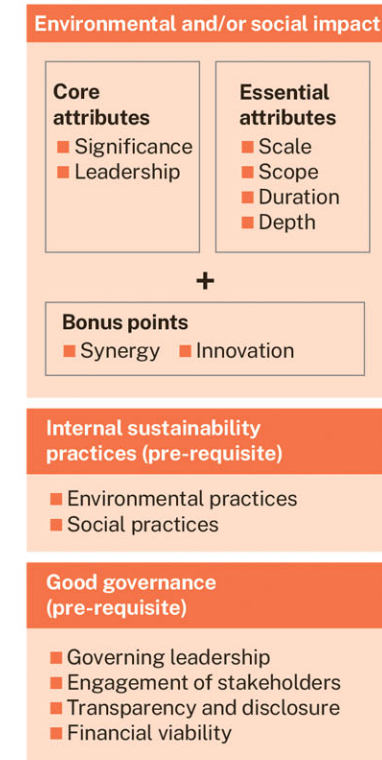 Environmental and/or social impact
Core
attributes
Significance
Leadership
Essential
attributes
Scale
Scope
Duration
Depth
+
Bonus points
Synergy Innovation
Internal sustainability
practices (pre-requisite)
Environmental practices
Social practices
Good governance
(pre-requisite)
Governing leadership
Engagement of stakeholders
Transparency and disclosure
Financial viability